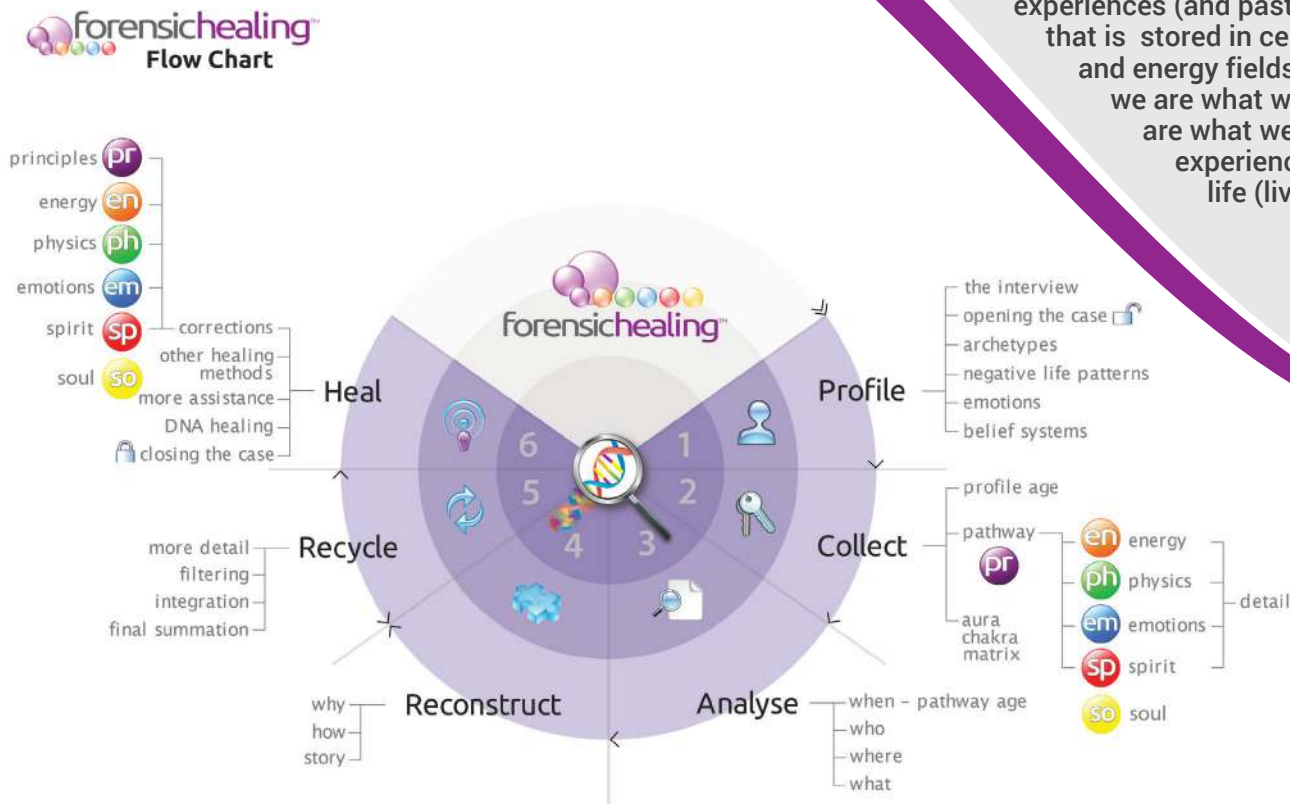 forensichealing™
Flow Chart
experiences (and past
that is stored in ce
and energy fields
we are what w
are what we
experienc
life (liv
principles pr
energy en
physics ph
emotions em
spirit sp
soul so
corrections
other healing
methods
more assistance
DNA healing
closing the case
Heal
forensichealing™
Profile
the interview
opening the case
archetypes
negative life patterns
emotions
belief systems
6
1
5
2
4
3
Recycle
more detail
filtering
integration
final summation
Collect
profile age
pathway
pr
aura
chakra
matrix
en energy
ph physics
em emotions
sp spirit
so soul
detail
Reconstruct
why
how
story
Analyse
when - pathway age
who
where
what